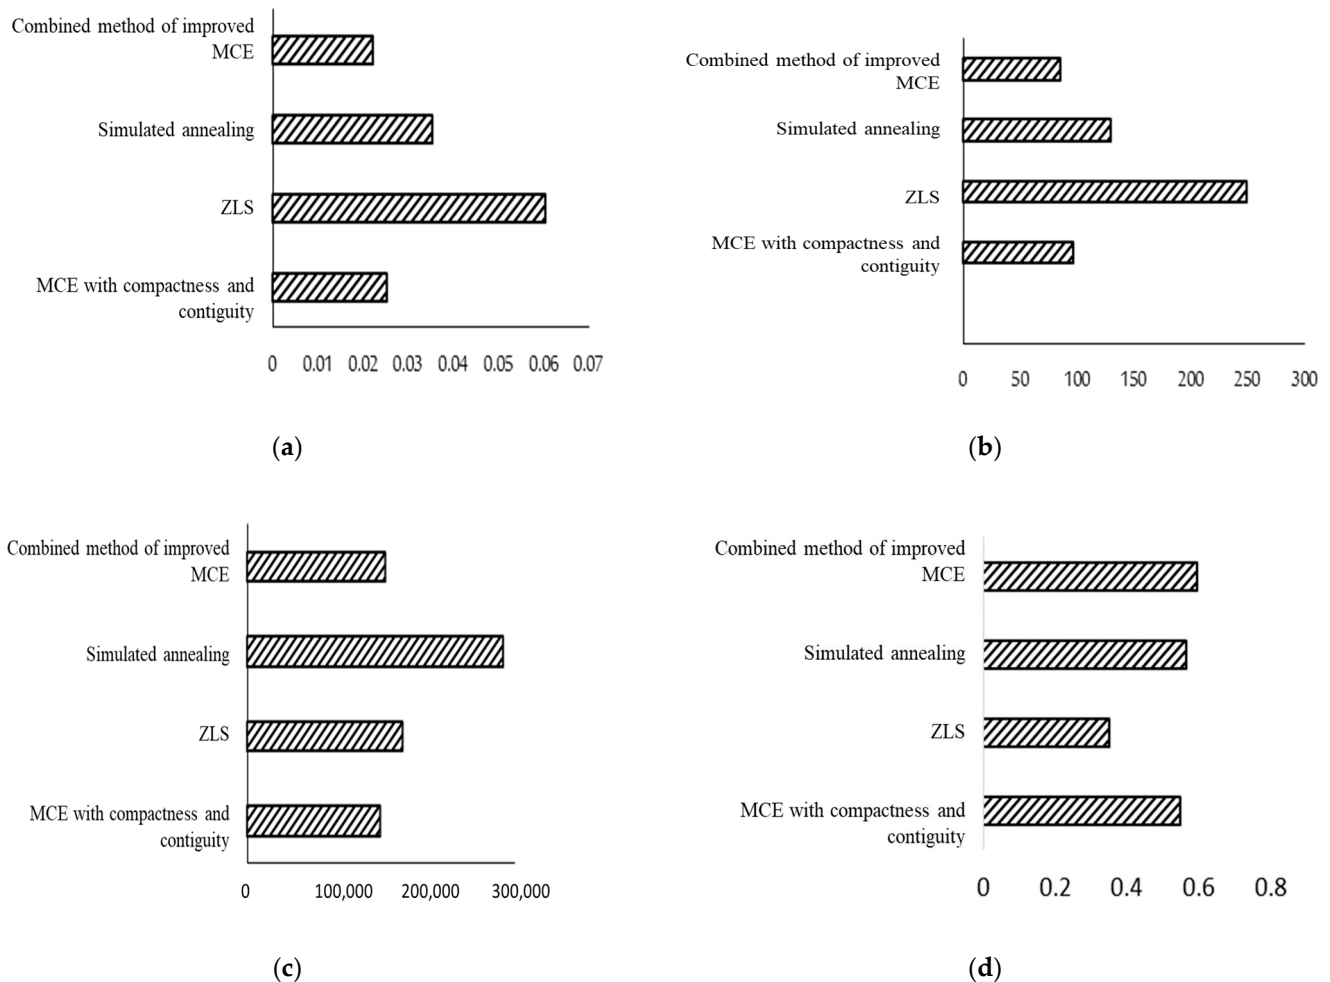 Combined method of improved
MCE
Simulated annealing
ZLS
MCE with compactness and
contiguity
0 0.01 0.02 0.03 0.04 0.05 0.06 0.07
(a)
Combined method of improved
MCE
Simulated annealing
ZLS
MCE with compactness and
contiguity
0 50 100 150 200 250 300
(b)
Combined method of improved
MCE
Simulated annealing
ZLS
MCE with compactness and
contiguity
0 100,000 200,000 300,000
(c)
Combined method of improved
MCE
Simulated annealing
ZLS
MCE with compactness and
contiguity
0 0.2 0.4 0.6 0.8
(d)